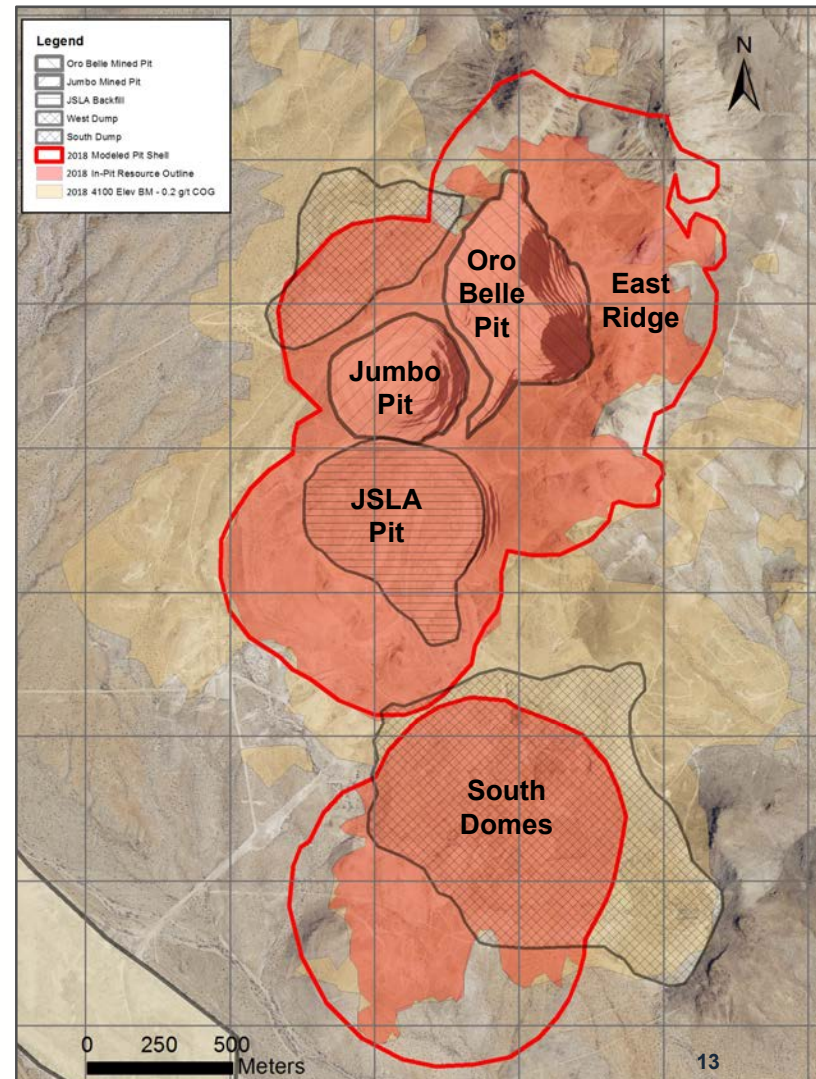 Legend
Oro Belle Mined Pit
Jumbo Mined Pit
JSLA Backfill
West Dump
South Dump
2018 Modeled Pit Shell
2018 In-Pit Resource Outline
2018 4100 Elev BM - 0.2 g/t COG
N
Oro
Belle
Pit
East
Ridge
Jumbo
Pit
JSLA
Pit
South
Domes
0 250 500
Meters
13